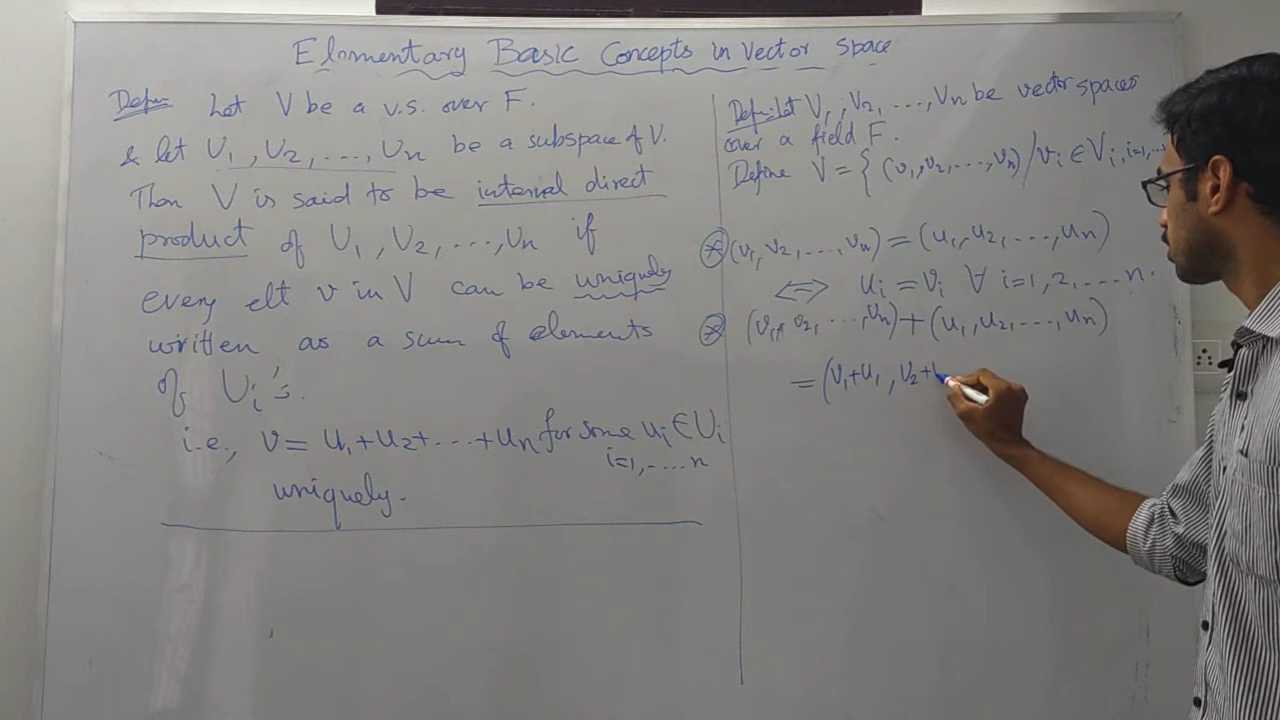 Elementary Basic Concepts in Vector Space
Defn Let V be a v.s. over F.
& let U₁, U₂, ..., Uₙ be a subspace of V.
Then V is said to be internal direct
product of U₁, U₂, ..., Uₙ if
every elt v in V can be uniquely
written as a sum of elements
of Uᵢ's.
i.e., v = u₁+u₂+...+uₙ for some uᵢ ∈ Uᵢ
i=1,....n
uniquely.
Defn: Let V₁, V₂, ..., Vₙ be vector spaces
over a field F.
Define V = { (v₁,v₂,...,vₙ) / vᵢ ∈ Vᵢ, i=1,...
* (v₁, v₂, ..., vₙ) = (u₁, u₂, ..., uₙ)
⇔ uᵢ = vᵢ ∀ i=1, 2, .... n.
* (v₁, v₂, ..., vₙ) + (u₁, u₂, ..., uₙ)
= (v₁+u₁, v₂+